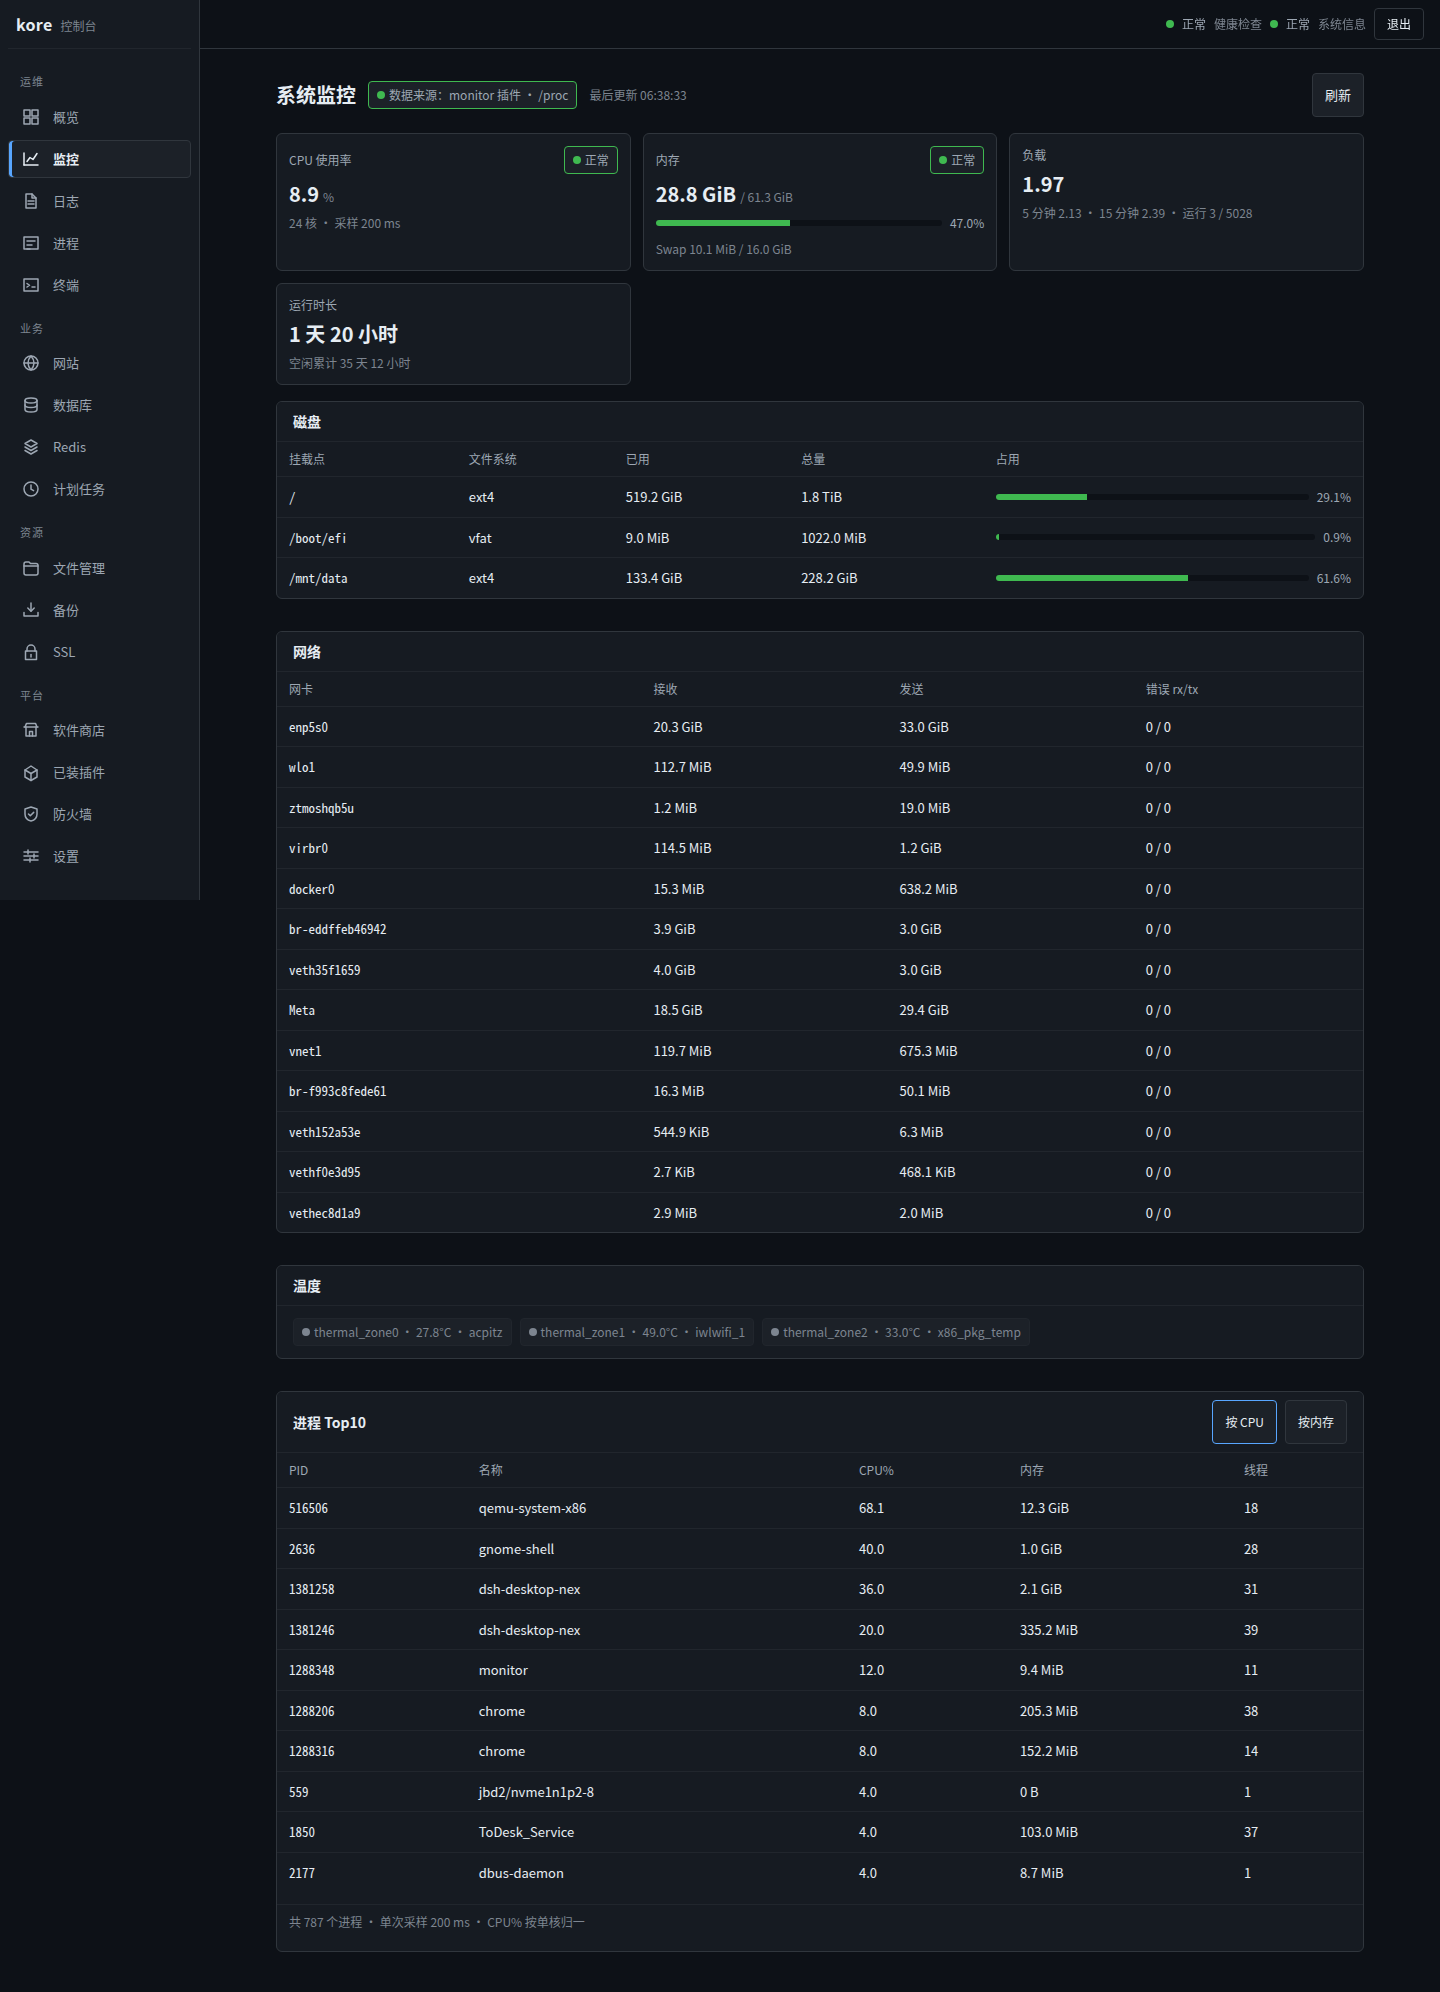 kore 控制台
正常 健康检查 正常 系统信息 退出
运维
概览
监控
日志
进程
终端
业务
网站
数据库
Redis
计划任务
资源
文件管理
备份
SSL
平台
软件商店
已装插件
防火墙
设置
系统监控 数据来源：monitor 插件 · /proc 最后更新 06:38:33 刷新
CPU 使用率 正常
8.9 %
24 核 · 采样 200 ms
内存 正常
28.8 GiB / 61.3 GiB
47.0%
Swap 10.1 MiB / 16.0 GiB
负载
1.97
5 分钟 2.13 · 15 分钟 2.39 · 运行 3 / 5028
运行时长
1 天 20 小时
空闲累计 35 天 12 小时
磁盘
挂载点 文件系统 已用 总量 占用
/ ext4 519.2 GiB 1.8 TiB 29.1%
/boot/efi vfat 9.0 MiB 1022.0 MiB 0.9%
/mnt/data ext4 133.4 GiB 228.2 GiB 61.6%
网络
网卡 接收 发送 错误 rx/tx
enp5s0 20.3 GiB 33.0 GiB 0 / 0
wlo1 112.7 MiB 49.9 MiB 0 / 0
ztmoshqb5u 1.2 MiB 19.0 MiB 0 / 0
virbr0 114.5 MiB 1.2 GiB 0 / 0
docker0 15.3 MiB 638.2 MiB 0 / 0
br-eddffeb46942 3.9 GiB 3.0 GiB 0 / 0
veth35f1659 4.0 GiB 3.0 GiB 0 / 0
Meta 18.5 GiB 29.4 GiB 0 / 0
vnet1 119.7 MiB 675.3 MiB 0 / 0
br-f993c8fede61 16.3 MiB 50.1 MiB 0 / 0
veth152a53e 544.9 KiB 6.3 MiB 0 / 0
vethf0e3d95 2.7 KiB 468.1 KiB 0 / 0
vethec8d1a9 2.9 MiB 2.0 MiB 0 / 0
温度
thermal_zone0 · 27.8°C · acpitz thermal_zone1 · 49.0°C · iwlwifi_1 thermal_zone2 · 33.0°C · x86_pkg_temp
进程 Top10 按 CPU 按内存
PID 名称 CPU% 内存 线程
516506 qemu-system-x86 68.1 12.3 GiB 18
2636 gnome-shell 40.0 1.0 GiB 28
1381258 dsh-desktop-nex 36.0 2.1 GiB 31
1381246 dsh-desktop-nex 20.0 335.2 MiB 39
1288348 monitor 12.0 9.4 MiB 11
1288206 chrome 8.0 205.3 MiB 38
1288316 chrome 8.0 152.2 MiB 14
559 jbd2/nvme1n1p2-8 4.0 0 B 1
1850 ToDesk_Service 4.0 103.0 MiB 37
2177 dbus-daemon 4.0 8.7 MiB 1
共 787 个进程 · 单次采样 200 ms · CPU% 按单核归一